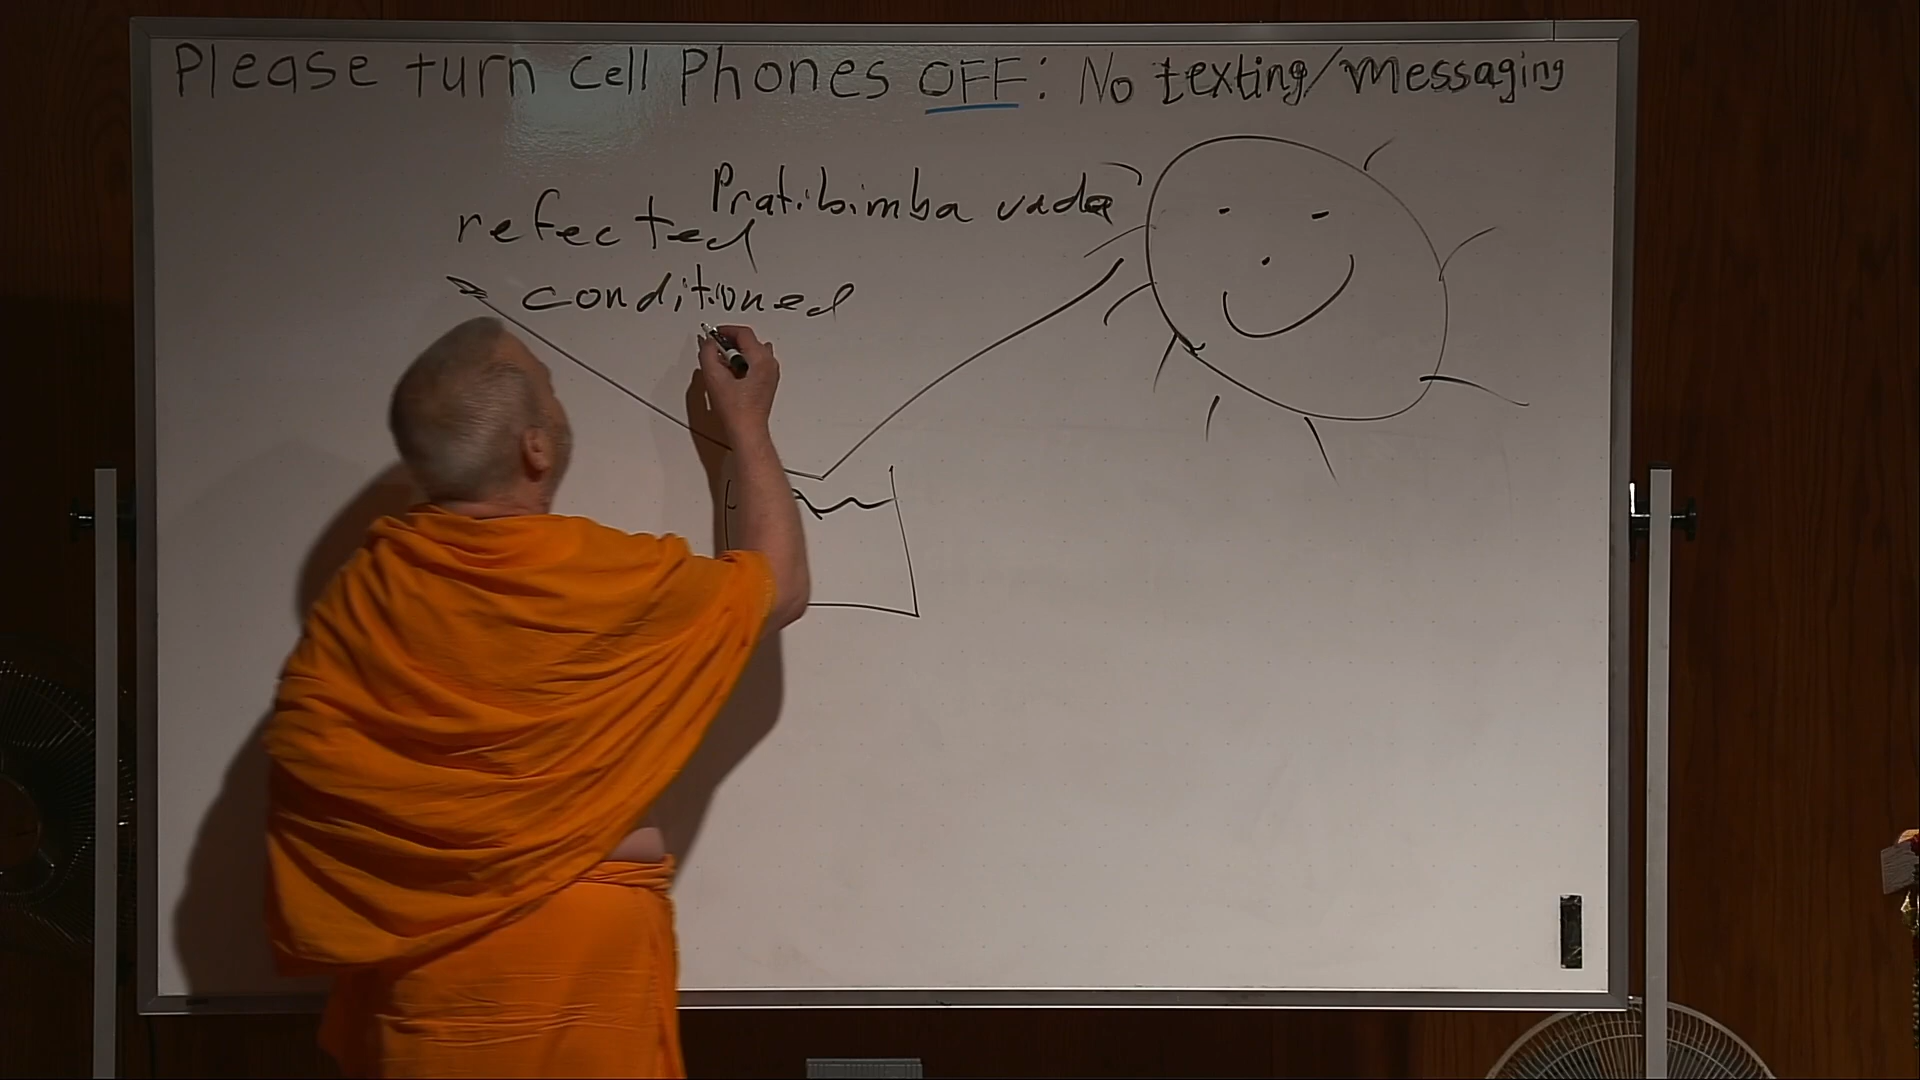 Please turn cell Phones OFF: No texting/messaging
Pratibimba vada
refected
conditioned